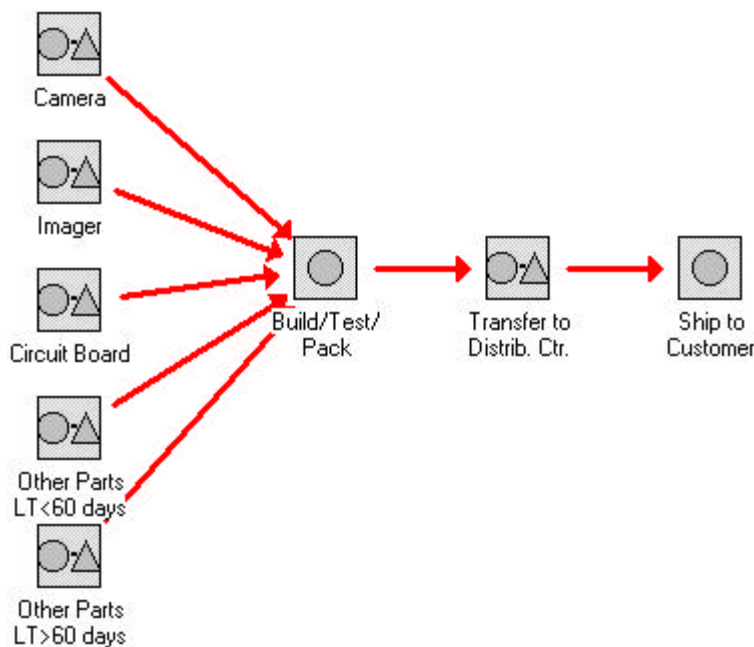 Camera
Imager
Circuit Board
Other Parts
LT<60 days
Other Parts
LT>60 days
Build/Test/
Pack
Transfer to
Distrib. Ctr.
Ship to
Customer